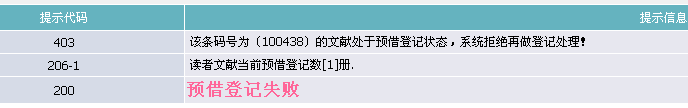 提示代码 提示信息
403 该条码号为（100438）的文献处于预借登记状态，系统拒绝再做登记处理！
206-1 读者文献当前预借登记数[1]册.
200 预借登记失败